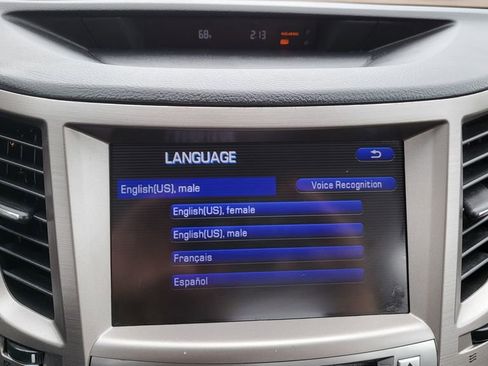 68°F 2:13
LANGUAGE
English(US), male Voice Recognition
English(US), female
English(US), male
Français
Español